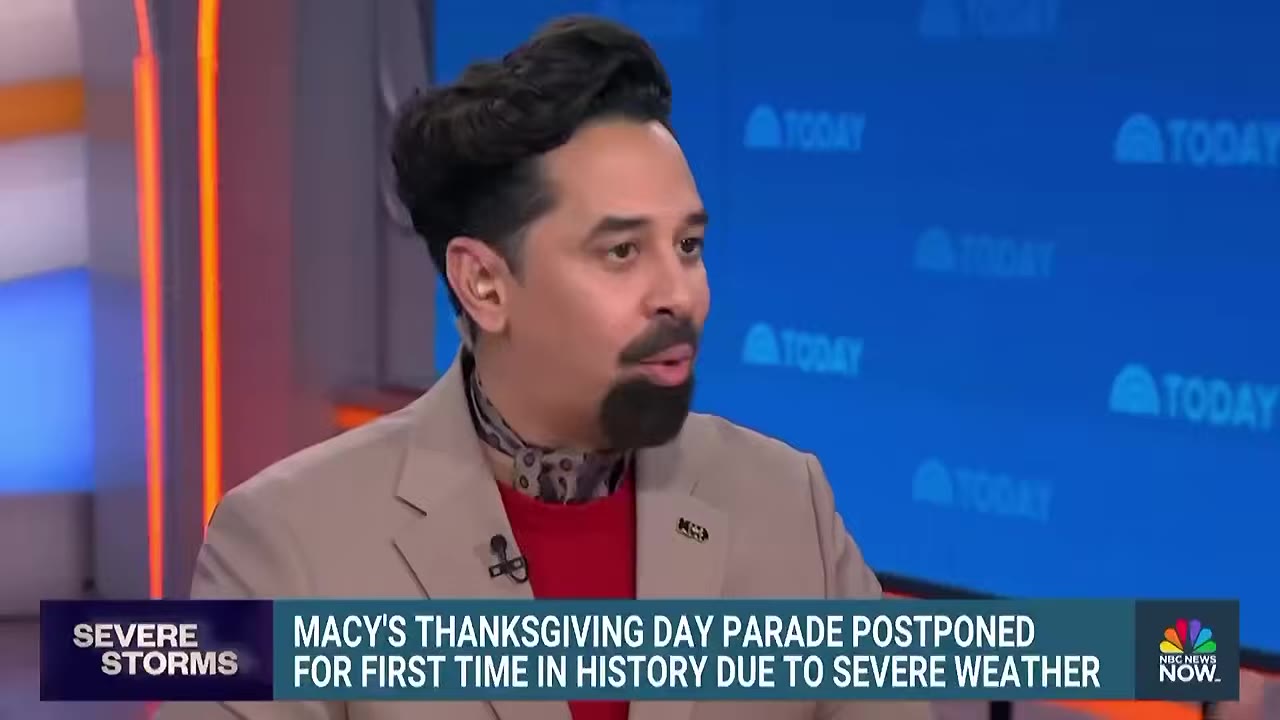 TODAY
TODAY
TODAY
TODAY
TODAY
TODAY
TODAY
SEVERE
STORMS
MACY'S THANKSGIVING DAY PARADE POSTPONED
FOR FIRST TIME IN HISTORY DUE TO SEVERE WEATHER
NBC NEWS
NOW